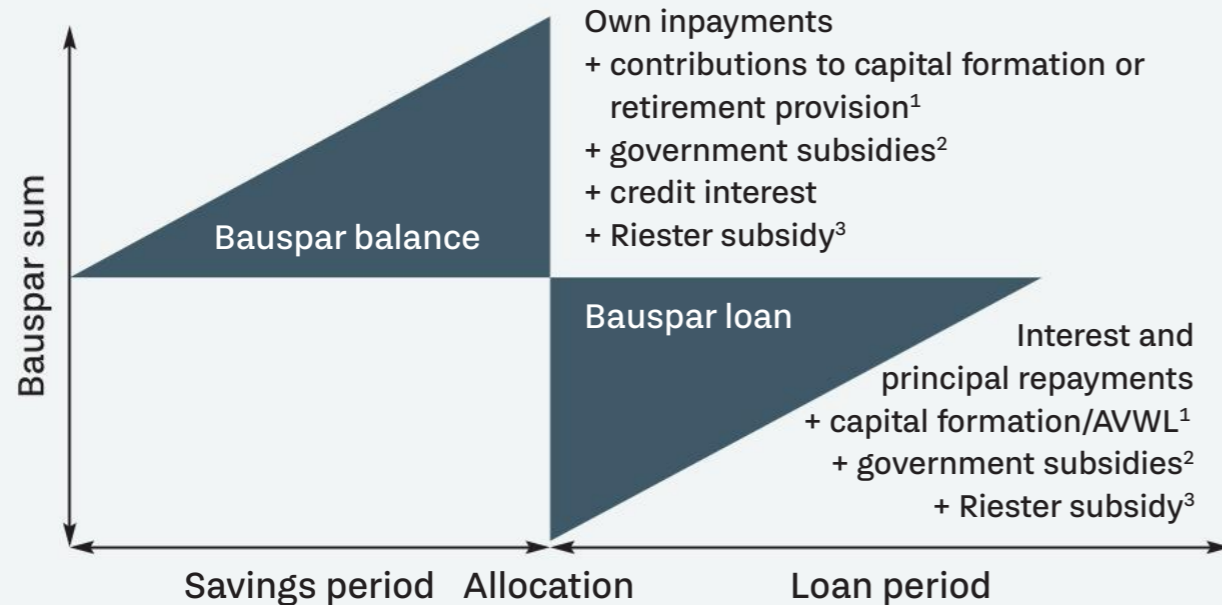 Bauspar sum
Own inpayments
+ contributions to capital formation or
retirement provision¹
+ government subsidies²
+ credit interest
+ Riester subsidy³
Bauspar balance
Bauspar loan
Interest and
principal repayments
+ capital formation/AVWL¹
+ government subsidies²
+ Riester subsidy³
Savings period Allocation Loan period